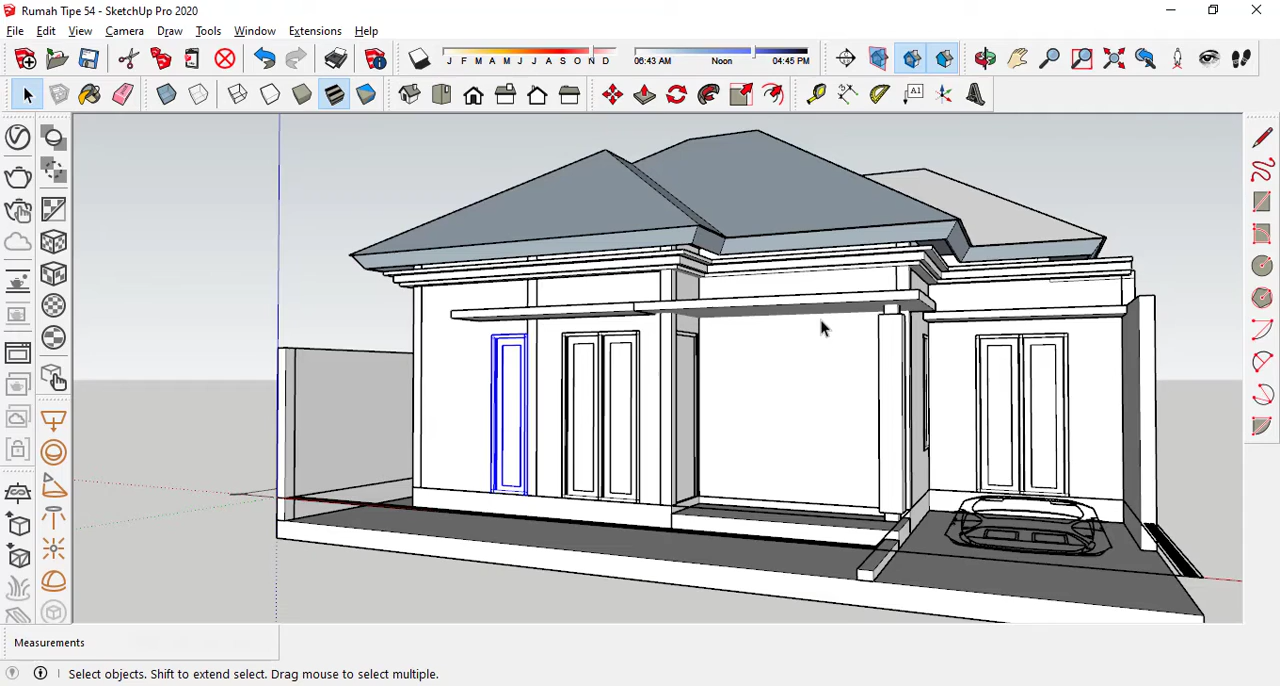 Rumah Tipe 54 - SketchUp Pro 2020
File Edit View Camera Draw Tools Window Extensions Help
J F M A M J J A S O N D 06:43 AM Noon 04:45 PM
A1
Measurements
Select objects. Shift to extend select. Drag mouse to select multiple.